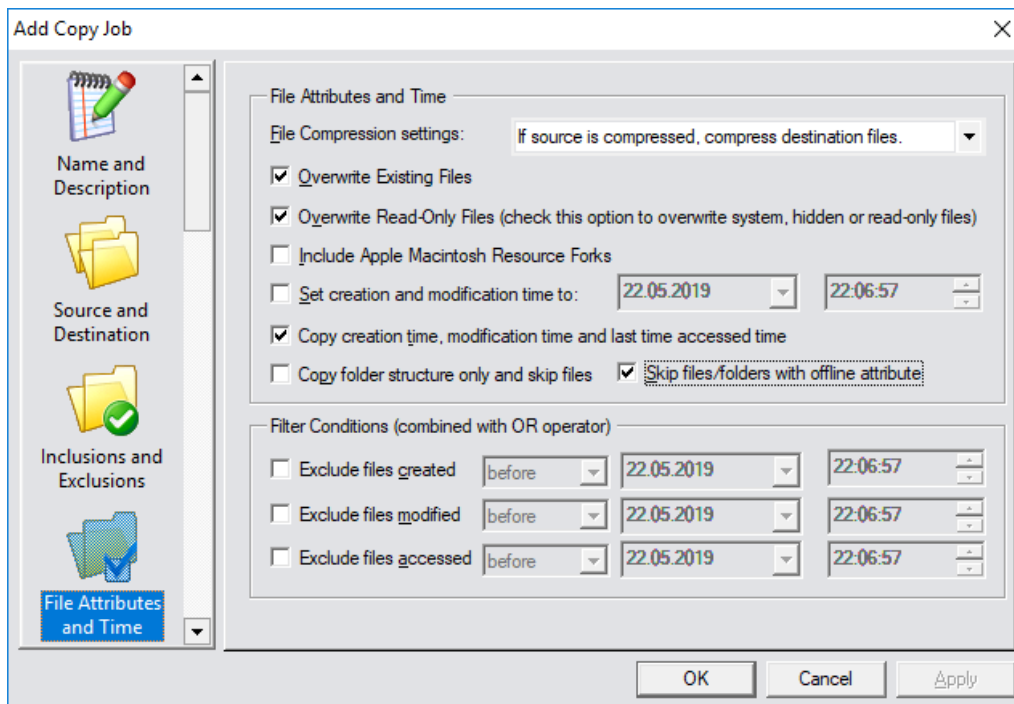 Add Copy Job
Name and
Description
Source and
Destination
Inclusions and
Exclusions
File Attributes
and Time
File Attributes and Time
File Compression settings: If source is compressed, compress destination files.
Overwrite Existing Files
Overwrite Read-Only Files (check this option to overwrite system, hidden or read-only files)
Include Apple Macintosh Resource Forks
Set creation and modification time to: 22.05.2019 22:06:57
Copy creation time, modification time and last time accessed time
Copy folder structure only and skip files Skip files/folders with offline attribute
Filter Conditions (combined with OR operator)
Exclude files created before 22.05.2019 22:06:57
Exclude files modified before 22.05.2019 22:06:57
Exclude files accessed before 22.05.2019 22:06:57
OK Cancel Apply